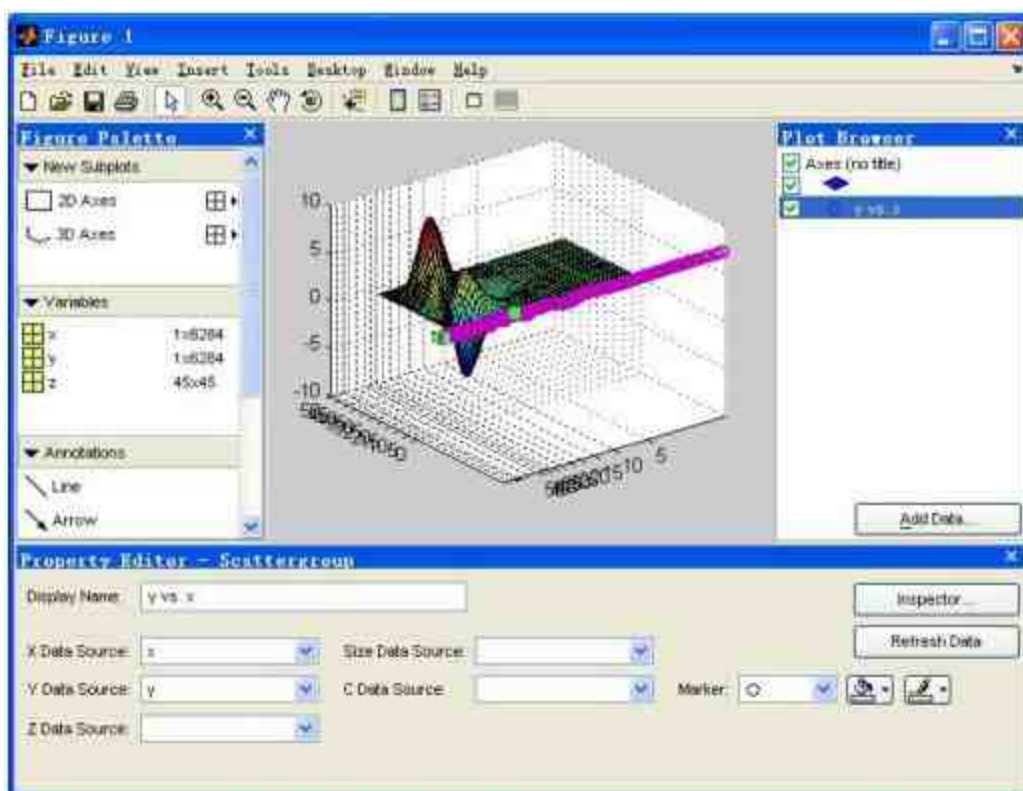 Figure 1
File Edit View Insert Tools Desktop Window Help
Figure Palette
New Subplots
2D Axes
3D Axes
Variables
x 1x6284
y 1x6284
z 45x45
Annotations
Line
Arrow
10
5
0
-5
-10
10 5
Plot Browser
Axes (no title)
y vs. x
Add Data...
Property Editor - Scattergroup
Display Name: y vs. x
Inspector...
X Data Source: x
Size Data Source:
Refresh Data
Y Data Source: y
C Data Source:
Marker:
Z Data Source: